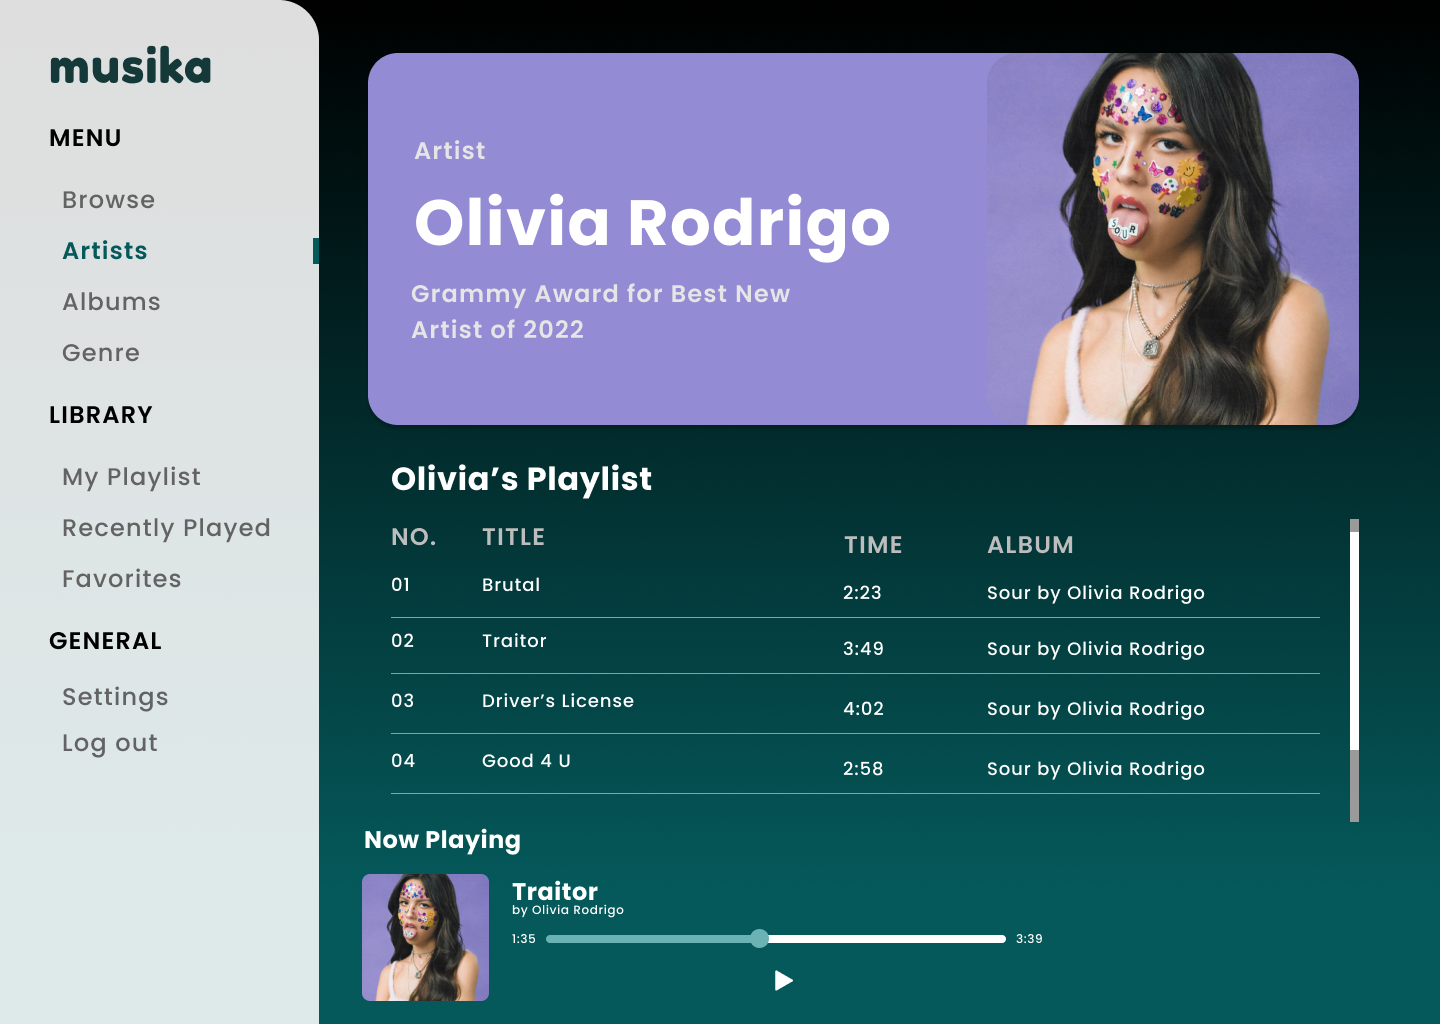 musika
MENU
Browse
Artists
Albums
Genre
LIBRARY
My Playlist
Recently Played
Favorites
GENERAL
Settings
Log out
Artist
Olivia Rodrigo
Grammy Award for Best New
Artist of 2022
SOUR
Olivia’s Playlist
NO. TITLE TIME ALBUM
01 Brutal 2:23 Sour by Olivia Rodrigo
02 Traitor 3:49 Sour by Olivia Rodrigo
03 Driver’s License 4:02 Sour by Olivia Rodrigo
04 Good 4 U 2:58 Sour by Olivia Rodrigo
Now Playing
Traitor
by Olivia Rodrigo
1:35 3:39